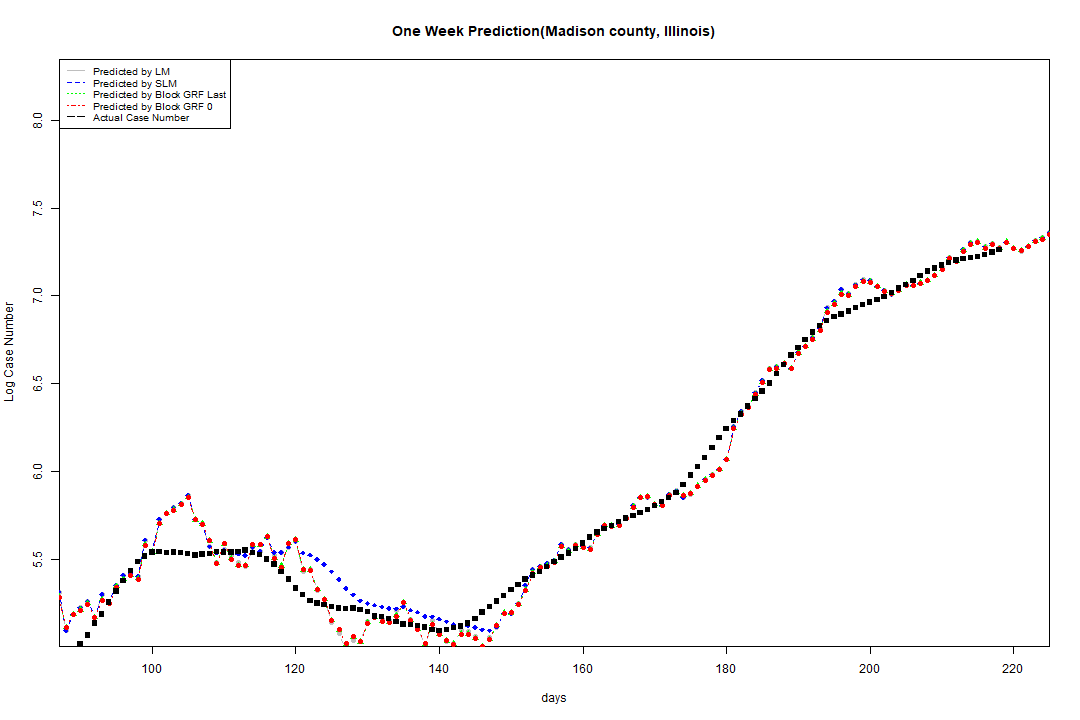 One Week Prediction(Madison county, Illinois)
Predicted by LM
Predicted by SLM
Predicted by Block GRF Last
Predicted by Block GRF 0
Actual Case Number
8.0
7.5
7.0
6.5
6.0
5.5
Log Case Number
100 120 140 160 180 200 220
days